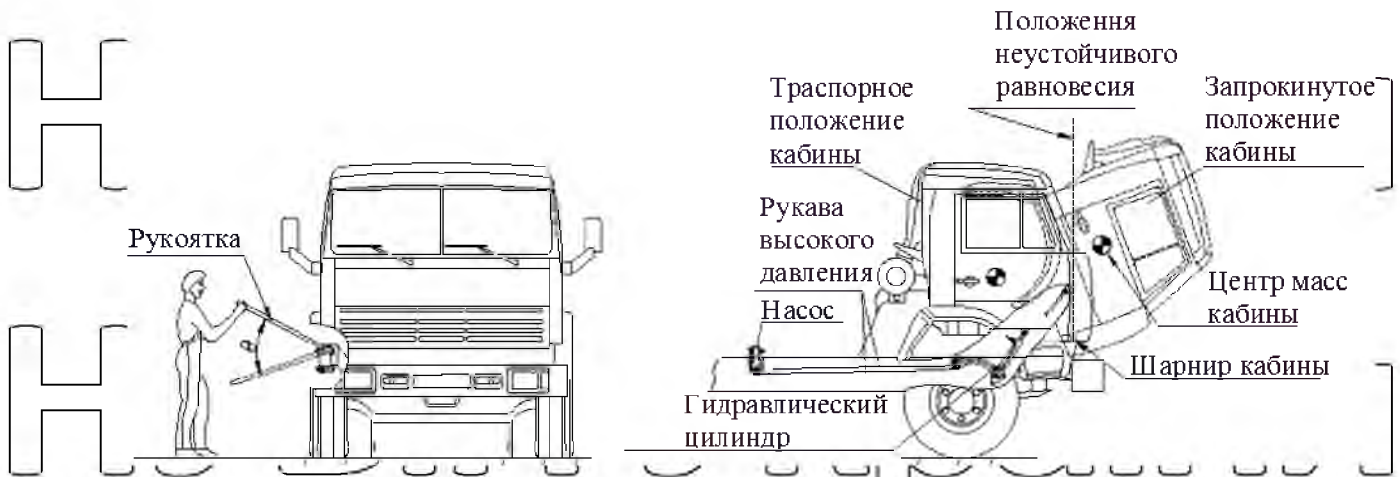 Рукоятка
Положення
неустойчивого
равновесия
Траспорное
положение
кабины
Запрокинутое
положение
кабины
Рукава
высокого
давления
Насос
Центр масс
кабины
Шарнир кабины
Гидравлический
цилиндр